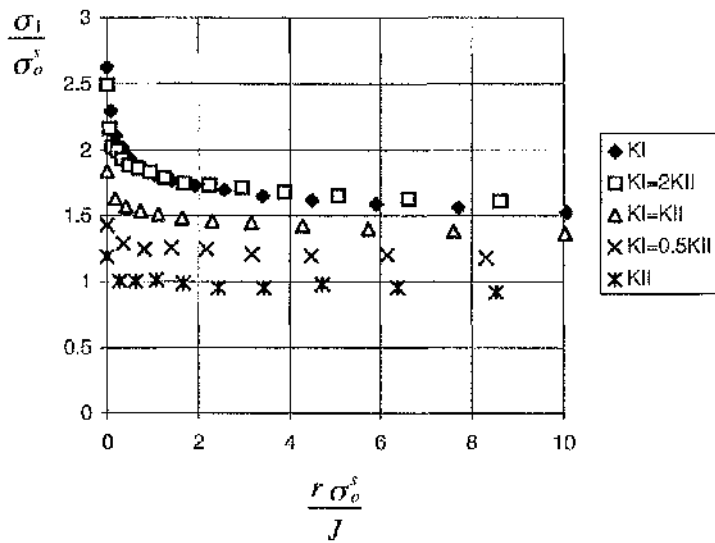 σ₁
σₒˢ
3
2.5
2
1.5
1
0.5
0
0 2 4 6 8 10
r σₒˢ
J
KI
KI=2KII
KI=KII
KI=0.5KII
KII